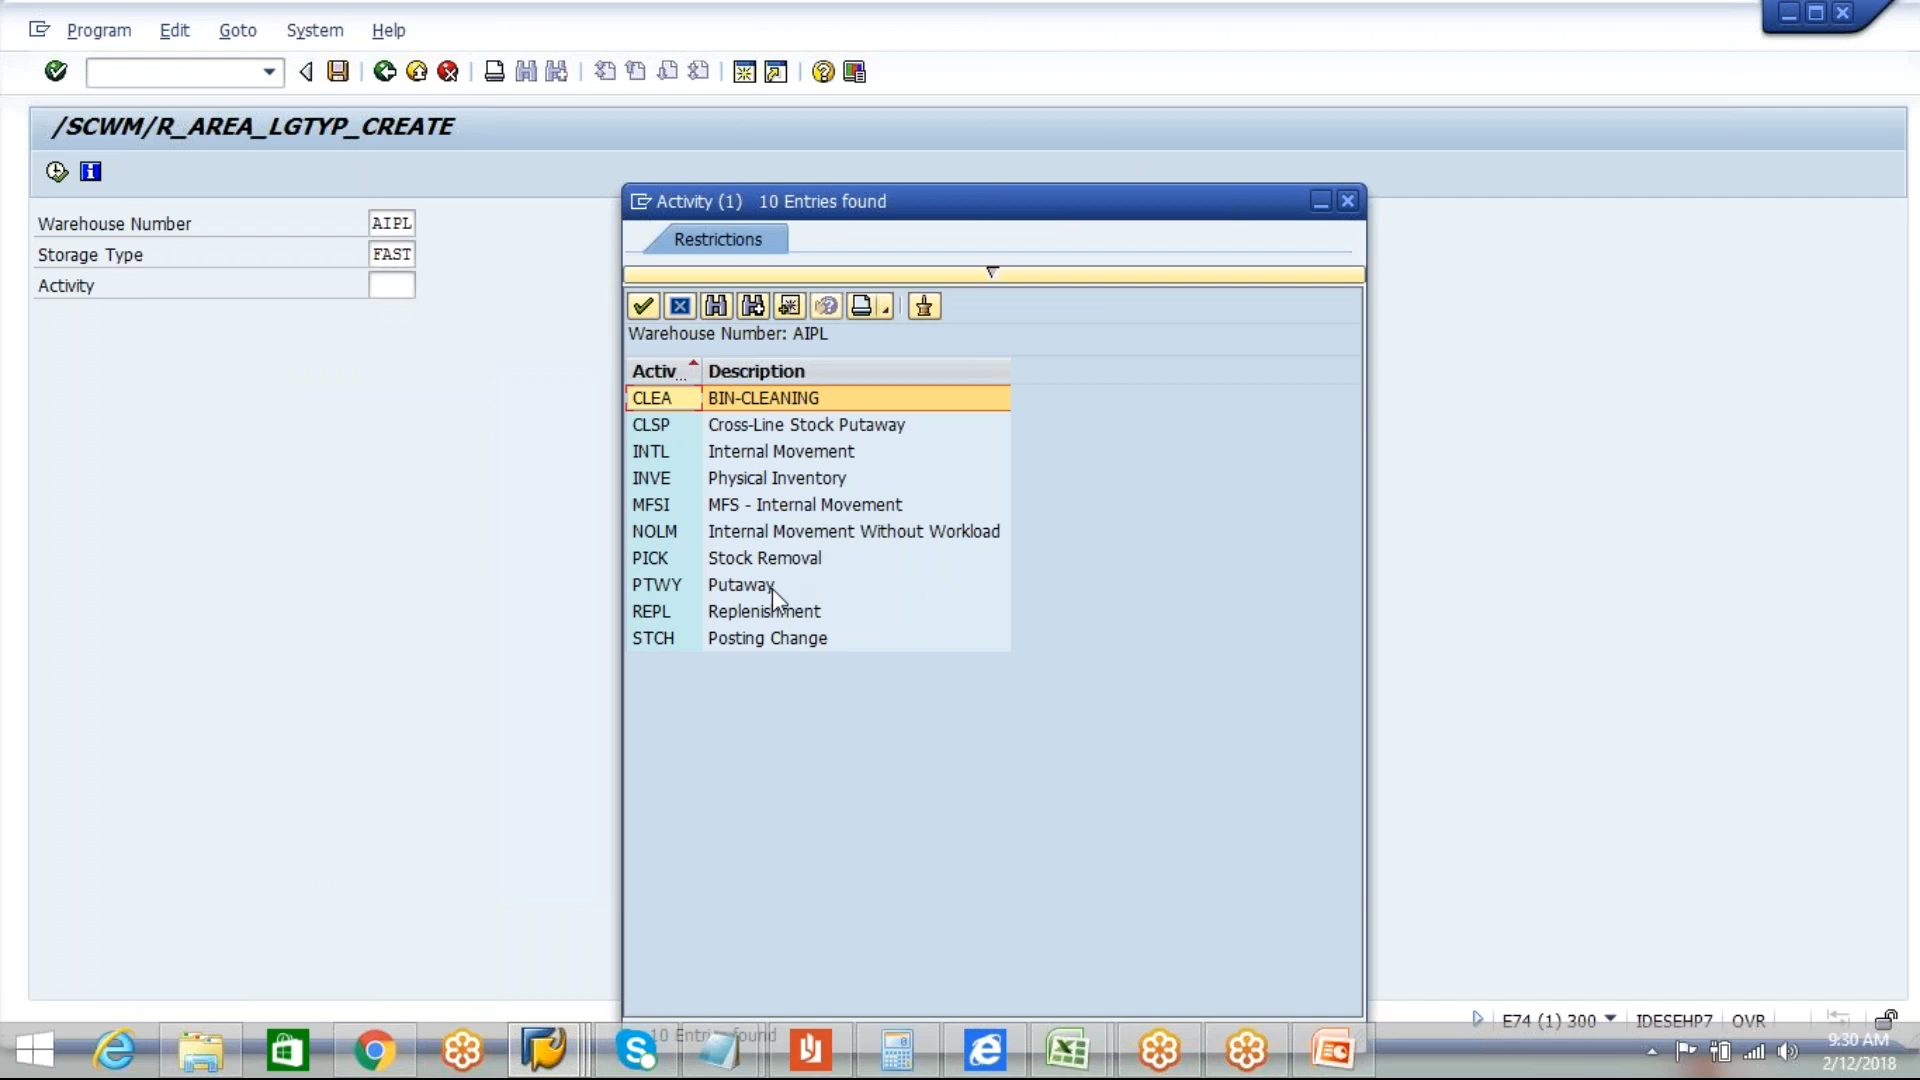 Program Edit Goto System Help
/SCWM/R_AREA_LGTYP_CREATE
Warehouse Number AIPL
Storage Type FAST
Activity
Activity (1) 10 Entries found
Restrictions
Warehouse Number: AIPL
Activ... Description
CLEA BIN-CLEANING
CLSP Cross-Line Stock Putaway
INTL Internal Movement
INVE Physical Inventory
MFSI MFS - Internal Movement
NOLM Internal Movement Without Workload
PICK Stock Removal
PTWY Putaway
REPL Replenishment
STCH Posting Change
10 Entries found
E74 (1) 300 IDESEHP7 OVR
9:30 AM
2/12/2018